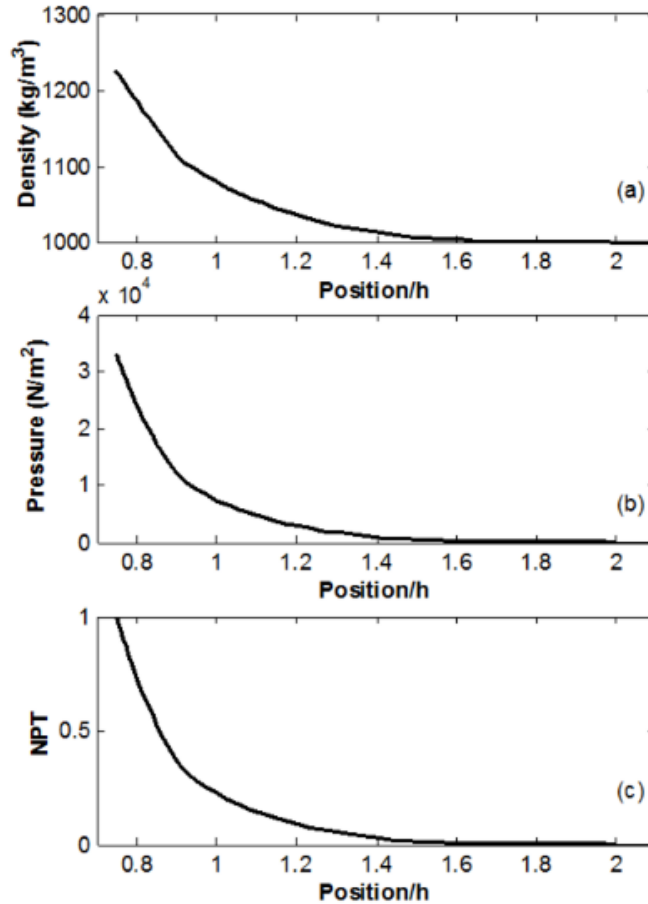 1300
1200
1100
1000
Density (kg/m³)
(a)
0.8 1 1.2 1.4 1.6 1.8 2
Position/h
x 10⁴
4
3
2
1
0
Pressure (N/m²)
(b)
0.8 1 1.2 1.4 1.6 1.8 2
Position/h
1
0.5
0
NPT
(c)
0.8 1 1.2 1.4 1.6 1.8 2
Position/h